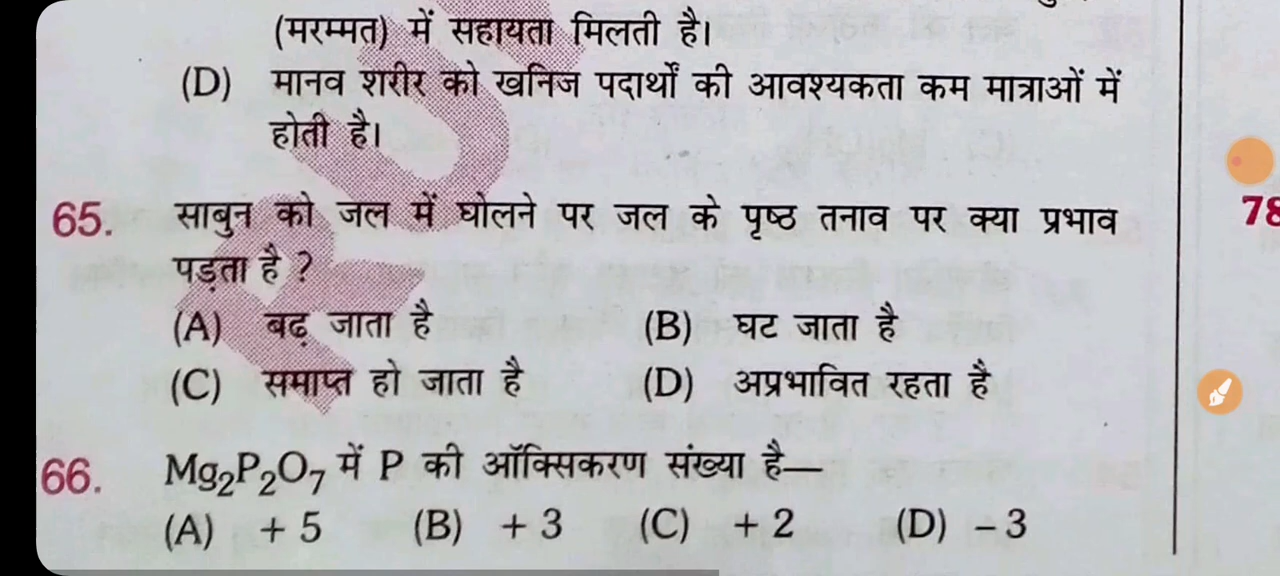 (मरम्मत) में सहायता मिलती है।
(D) मानव शरीर को खनिज पदार्थों की आवश्यकता कम मात्राओं में
होती है।
65. साबुन को जल में घोलने पर जल के पृष्ठ तनाव पर क्या प्रभाव
पड़ता है ?
(A) बढ़ जाता है (B) घट जाता है
(C) समाप्त हो जाता है (D) अप्रभावित रहता है
66. Mg₂P₂O₇ में P की ऑक्सिकरण संख्या है—
(A) + 5 (B) + 3 (C) + 2 (D) – 3
78